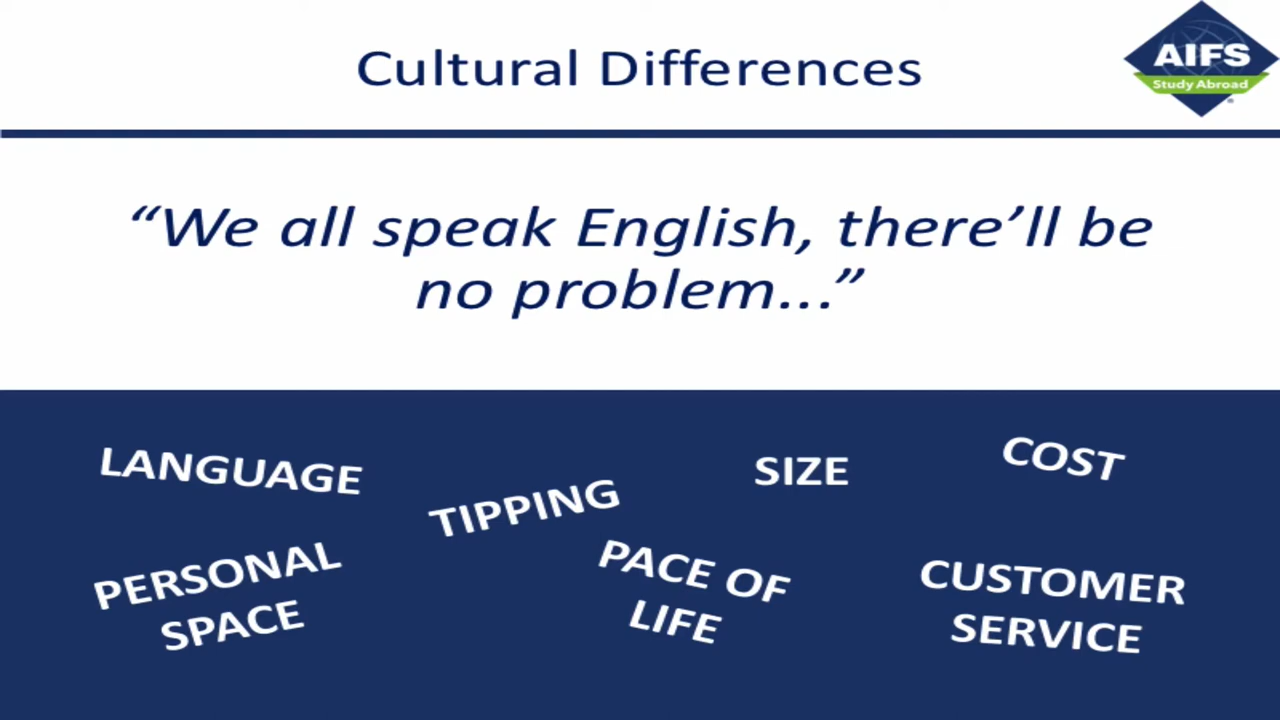 Cultural Differences
AIFS
Study Abroad
®
“We all speak English, there’ll be
no problem...”
LANGUAGE
TIPPING
SIZE
COST
PERSONAL
SPACE
PACE OF
LIFE
CUSTOMER
SERVICE